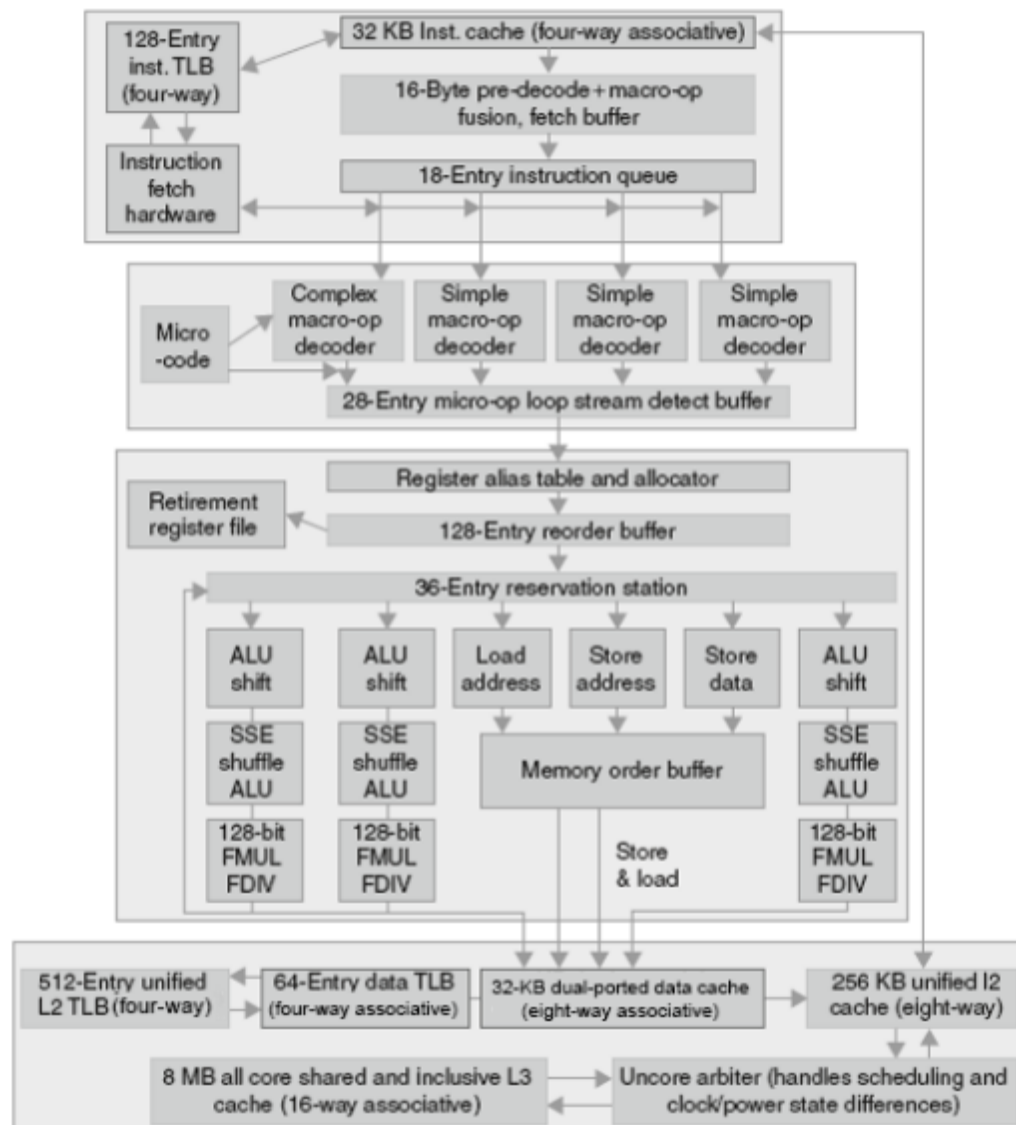 128-Entry
inst. TLB
(four-way)
32 KB Inst. cache (four-way associative)
16-Byte pre-decode+macro-op
fusion, fetch buffer
Instruction
fetch
hardware
18-Entry instruction queue
Micro
-code
Complex
macro-op
decoder
Simple
macro-op
decoder
Simple
macro-op
decoder
Simple
macro-op
decoder
28-Entry micro-op loop stream detect buffer
Register alias table and allocator
Retirement
register file
128-Entry reorder buffer
36-Entry reservation station
ALU
shift
ALU
shift
Load
address
Store
address
Store
data
ALU
shift
SSE
shuffle
ALU
SSE
shuffle
ALU
Memory order buffer
SSE
shuffle
ALU
128-bit
FMUL
FDIV
128-bit
FMUL
FDIV
Store
& load
128-bit
FMUL
FDIV
512-Entry unified
L2 TLB (four-way)
64-Entry data TLB
(four-way associative)
32-KB dual-ported data cache
(eight-way associative)
256 KB unified l2
cache (eight-way)
8 MB all core shared and inclusive L3
cache (16-way associative)
Uncore arbiter (handles scheduling and
clock/power state differences)